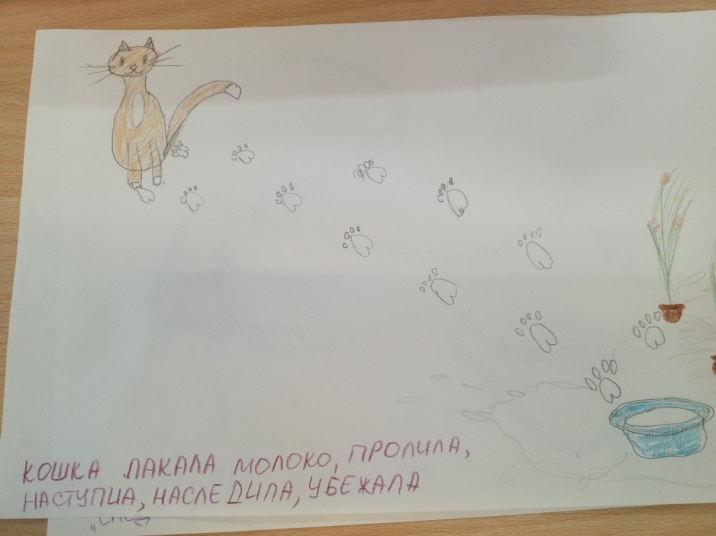 КОШКА ЛАКАЛА МОЛОКО, ПРОЛИЛА,
НАСТУПИА, НАСЛЕДИЛА, УБЕЖАЛА